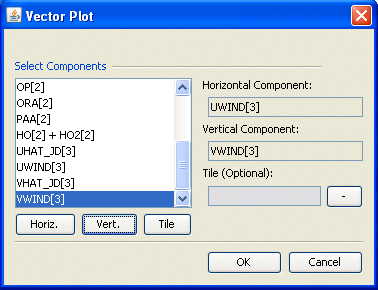 Vector Plot
Select Components
OP[2]
ORA[2]
PAA[2]
HO[2] + HO2[2]
UHAT_JD[3]
UWIND[3]
VHAT_JD[3]
VWIND[3]
Horiz.
Vert.
Tile
Horizontal Component:
UWIND[3]
Vertical Component:
VWIND[3]
Tile (Optional):
-
OK
Cancel